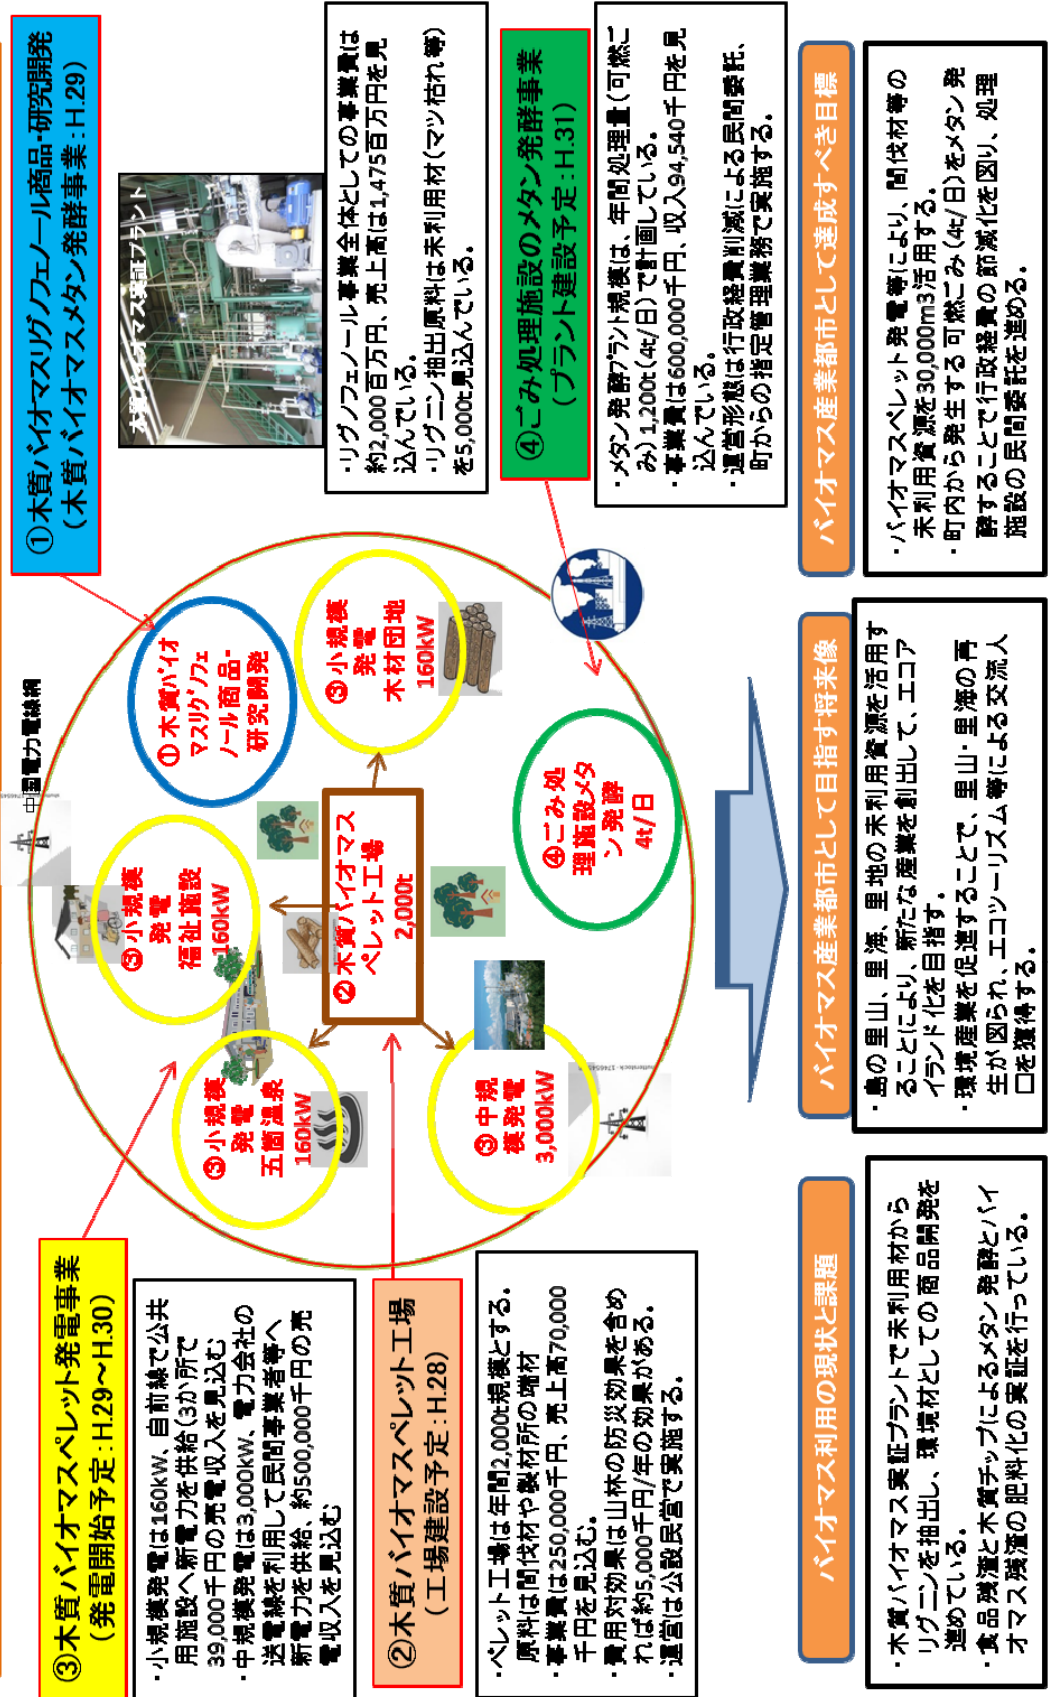 ③木質バイオマスペレット発電事業
(発電開始予定:H.29~H.30)
・小規模発電は160kW、自前線で公共
用施設へ新電力を供給(3か所で
39,000千円の売電収入を見込む
・中規模発電は3,000kW、電力会社の
送電線を利用して民間事業者等へ
新電力を供給、約500,000千円の売
電収入を見込む
②木質バイオマスペレット工場
(工場建設予定:H.28)
・ペレット工場は年間2,000t規模とする。
原料は間伐材や製材所の端材
・事業費は250,000千円、売上高70,000
千円を見込む。
・費用対効果は山林の防災効果を含め
れば約5,000千円/年の効果がある。
・運営は公設民営で実施する。
中国電力電線網
③小規模
発電
五箇温泉
160kW
③小規模
発電
福祉施設
160kW
①木質バイオ
マスリグノフェ
ノール商品・
研究開発
③小規模
発電
木材団地
160kW
②木質バイオマス
ペレット工場
2,000t
③中規
模発電
3,000kW
④ごみ処
理施設メタ
ン発酵
4t/日
①木質バイオマスリグノフェノール商品・研究開発
(木質バイオマスメタン発酵事業:H.29)
木質バイオマス実証プラント
・リグノフェノール事業全体としての事業費は
約2,000百万円、売上高は1,475百万円を見
込んでいる。
・リグニン抽出原料は未利用材(マツ枯れ等)
を5,000t見込んでいる。
④ごみ処理施設のメタン発酵事業
(プラント建設予定:H.31)
・メタン発酵プラント規模は、年間処理量(可燃ご
み)1,200t(4t/日)で計画している。
・事業費は600,000千円、収入94,540千円を見
込んでいる。
・運営形態は行政経費削減による民間委託、
町からの指定管理業務で実施する。
バイオマス利用の現状と課題
・木質バイオマス実証プラントで未利用材から
リグニンを抽出し、環境材としての商品開発を
進めている。
・食品残渣と木質チップによるメタン発酵とバイ
オマス残渣の肥料化の実証を行っている。
バイオマス産業都市として目指す将来像
・島の里山、里海、里地の未利用資源を活用す
ることにより、新たな産業を創出して、エコア
イランド化を目指す。
・環境産業を促進することで、里山・里海の再
生が図られ、エコツーリズム等による交流人
口を獲得する。
バイオマス産業都市として達成すべき目標
・バイオマスペレット発電等により、間伐材等の
未利用資源を30,000m3活用する。
・町内から発生する可燃ごみ(4t/日)をメタン発
酵することで行政経費の節減化を図り、処理
施設の民間委託を進める。